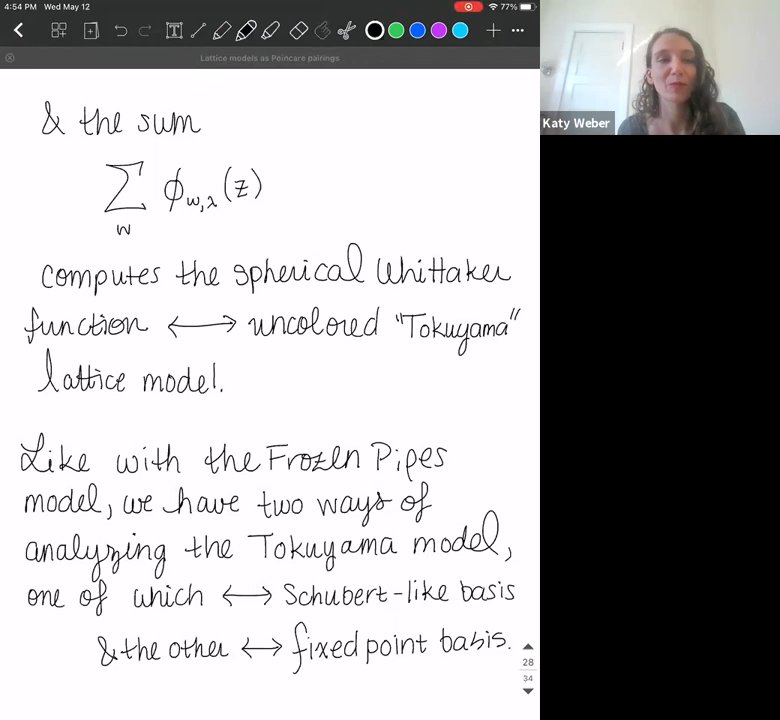 4:54 PM Wed May 12
77%
Lattice models as Poincare pairings
Katy Weber
& the sum
∑ ϕ_{w,λ}(z)
w
computes the spherical Whittaker
function ⟷ uncolored "Tokuyama"
lattice model.
Like with the Frozen Pipes
model, we have two ways of
analyzing the Tokuyama model,
one of which ⟷ Schubert-like basis
& the other ⟷ fixed point basis.
28
34